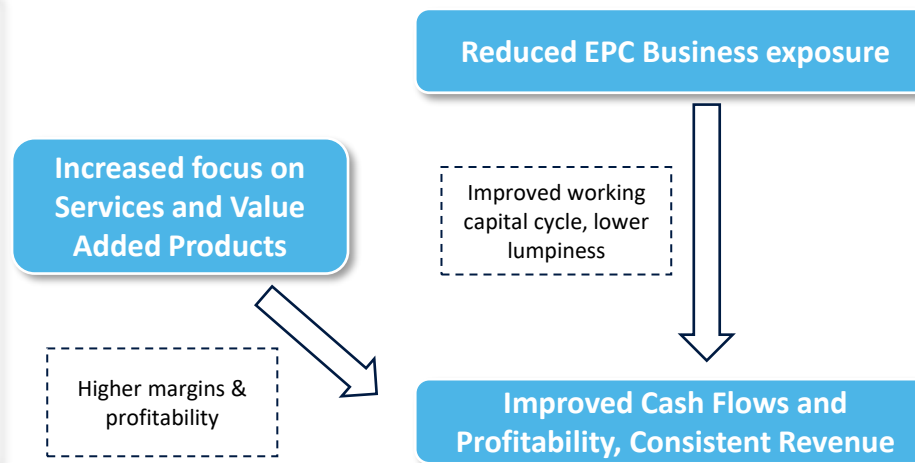 Reduced EPC Business exposure
Increased focus on
Services and Value
Added Products
Improved working
capital cycle, lower
lumpiness
Higher margins &
profitability
Improved Cash Flows and
Profitability, Consistent Revenue